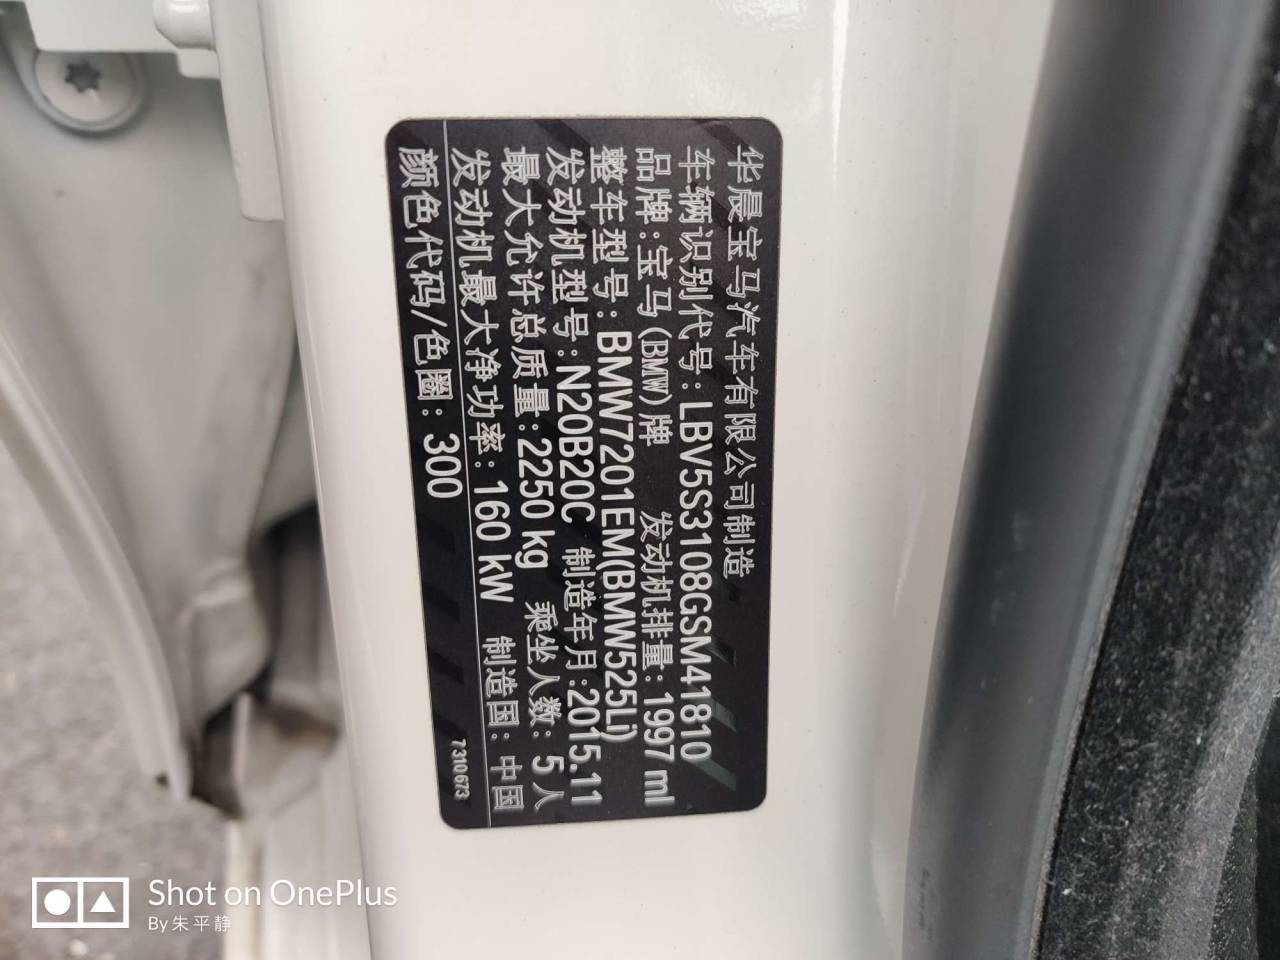 华晨宝马汽车有限公司制造
车辆识别代号: LBV5S3108GSM41810
品牌:宝马(BMW)牌 发动机排量: 1997 ml
整车型号: BMW7201EM(BMW525Li)
发动机型号:N20B20C 制造年月:2015.11
最大允许总质量:2250 kg 乘坐人数: 5 人
发动机最大净功率: 160 kW 制造国: 中国
颜色代码/色圈: 300
7 310 673
Shot on OnePlus
By 朱平静